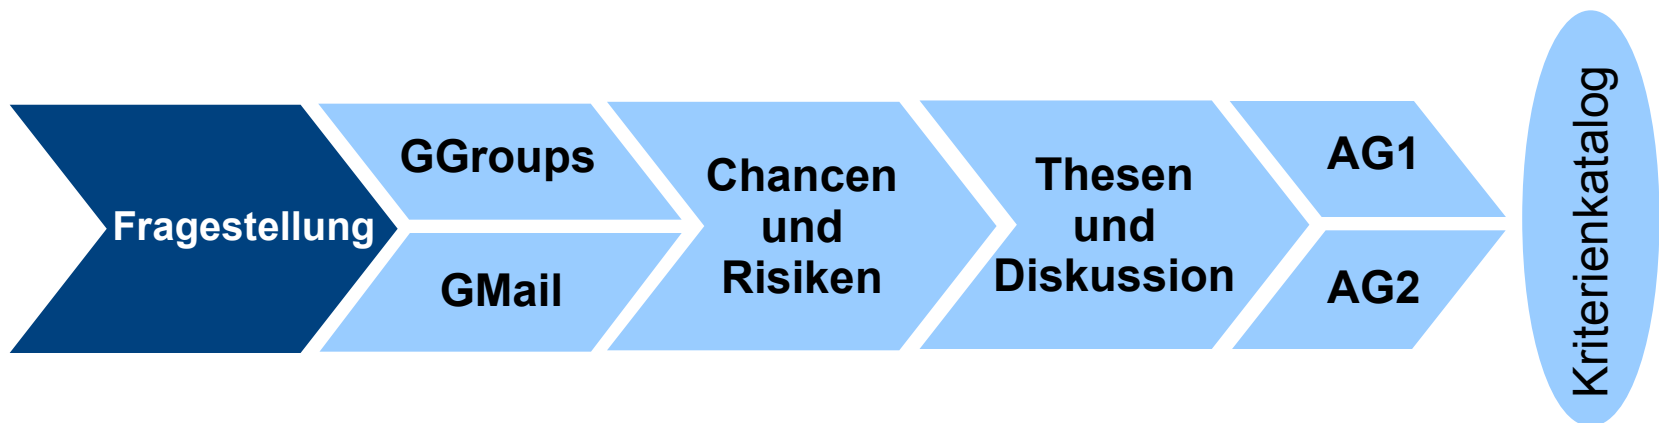 Fragestellung
GGroups
GMail
Chancen
und
Risiken
Thesen
und
Diskussion
AG1
AG2
Kriterienkatalog